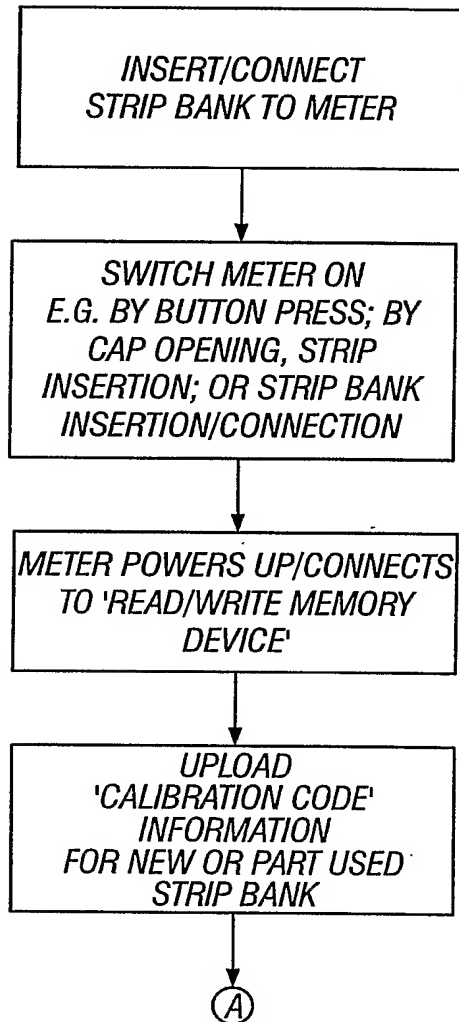 INSERT/CONNECT
STRIP BANK TO METER
SWITCH METER ON
E.G. BY BUTTON PRESS; BY
CAP OPENING, STRIP
INSERTION; OR STRIP BANK
INSERTION/CONNECTION
METER POWERS UP/CONNECTS
TO 'READ/WRITE MEMORY
DEVICE'
UPLOAD
'CALIBRATION CODE'
INFORMATION
FOR NEW OR PART USED
STRIP BANK
A